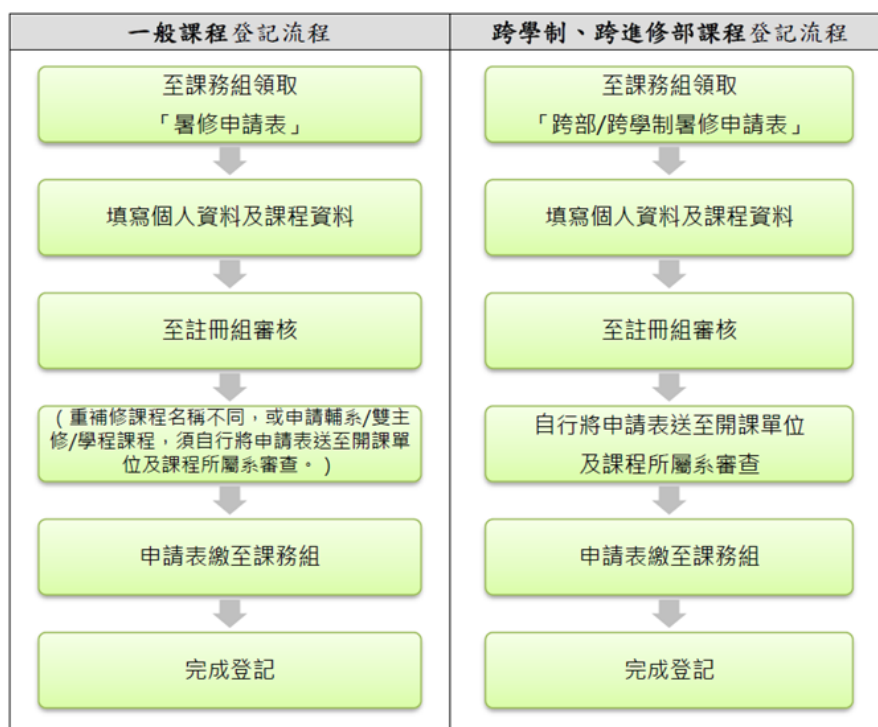 一般課程登記流程
至課務組領取
「暑修申請表」
填寫個人資料及課程資料
至註冊組審核
(重補修課程名稱不同，或申請輔系/雙主
修/學程課程，須自行將申請表送至開課單
位及課程所屬系審查。)
申請表繳至課務組
完成登記
跨學制、跨進修部課程登記流程
至課務組領取
「跨部/跨學制暑修申請表」
填寫個人資料及課程資料
至註冊組審核
自行將申請表送至開課單位
及課程所屬系審查
申請表繳至課務組
完成登記